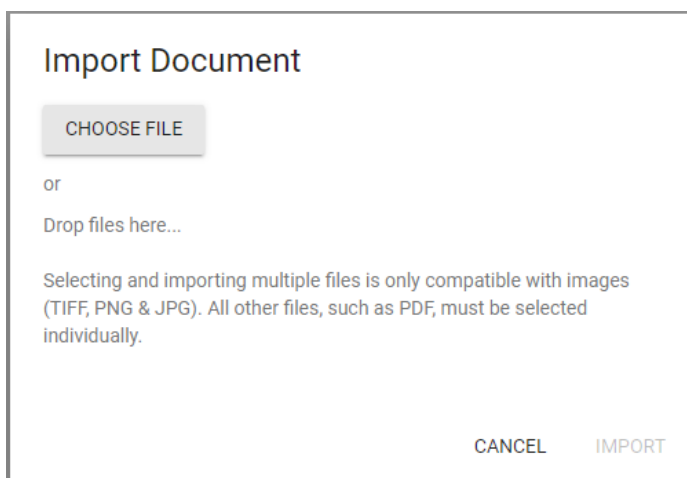 Import Document
CHOOSE FILE
or
Drop files here...
Selecting and importing multiple files is only compatible with images
(TIFF, PNG & JPG). All other files, such as PDF, must be selected
individually.
CANCEL IMPORT